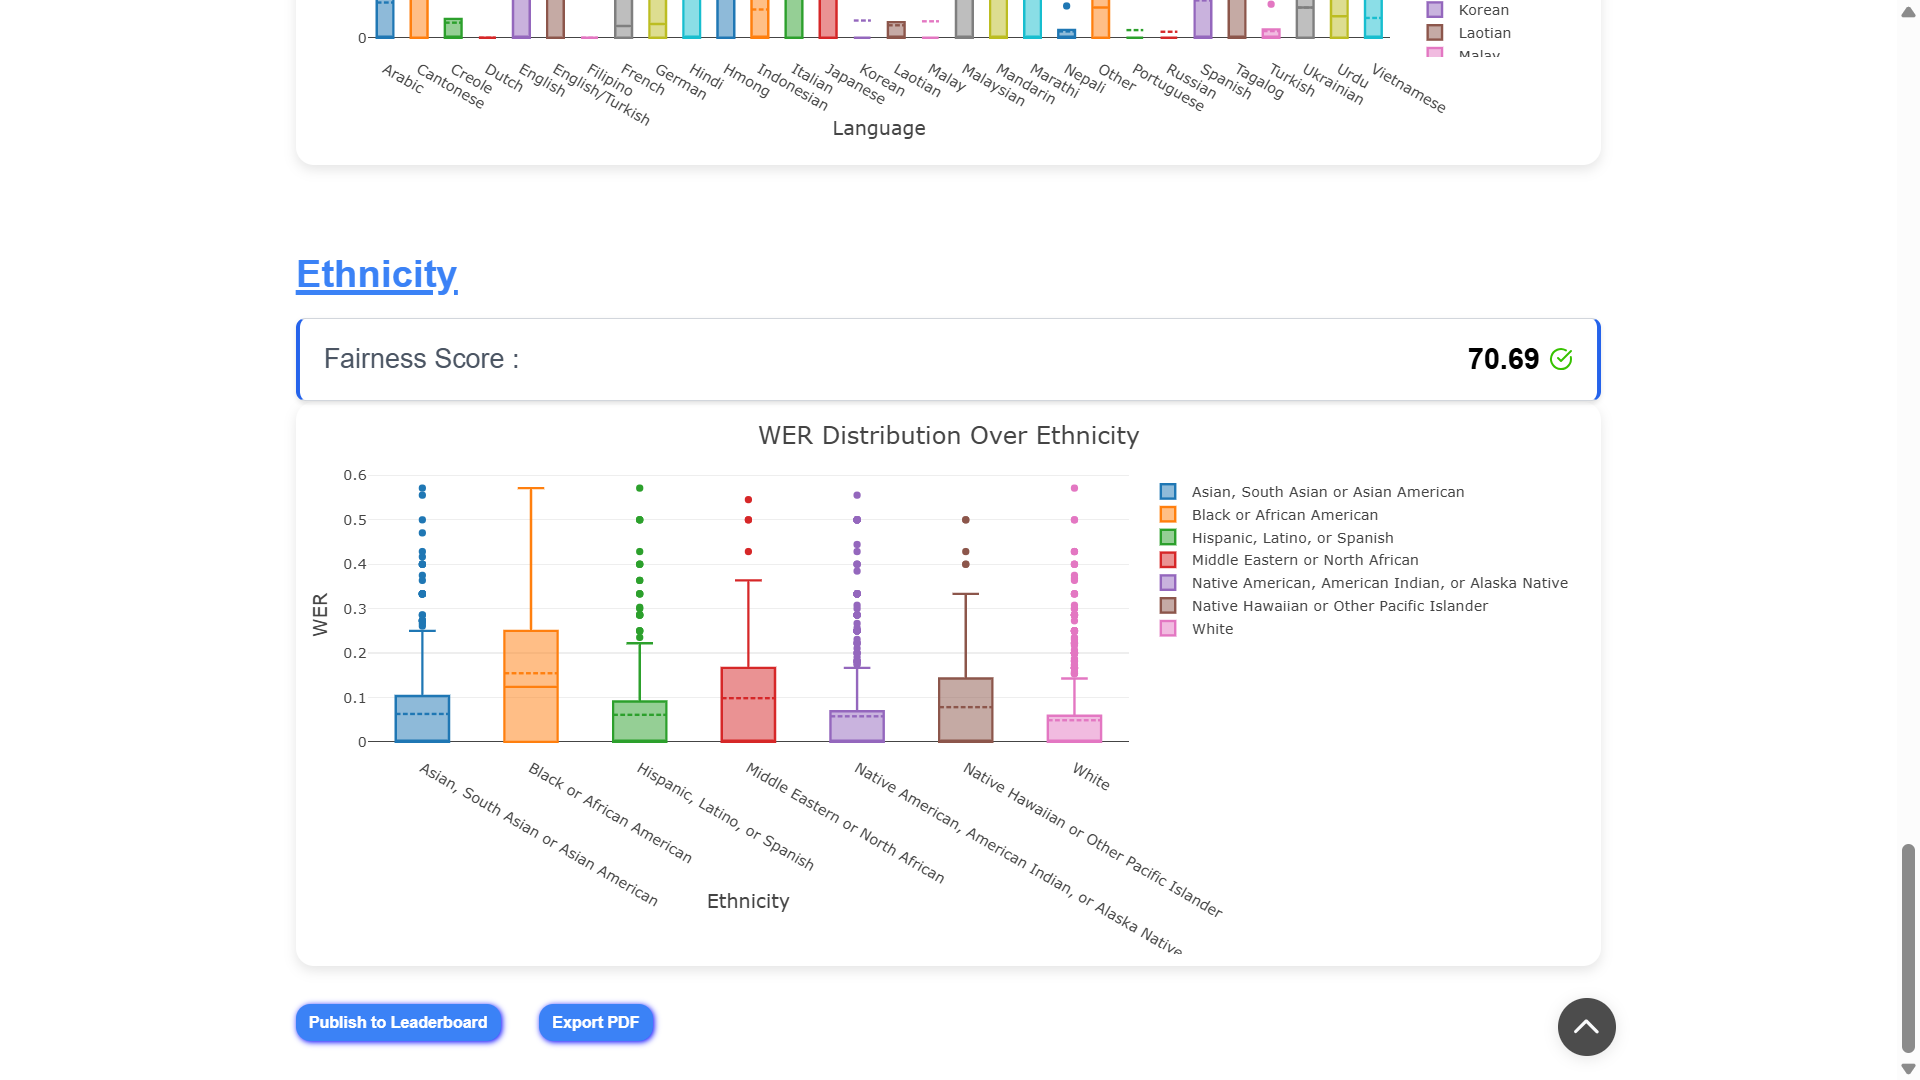 Korean
0
Laotian
Malay
Arabic
Cantonese
Creole
Dutch
English
English/Turkish
Filipino
French
German
Hindi
Hmong
Indonesian
Italian
Japanese
Korean
Laotian
Malay
Malaysian
Mandarin
Marathi
Nepali
Other
Portuguese
Russian
Spanish
Tagalog
Turkish
Ukrainian
Urdu
Vietnamese
Language
Ethnicity
Fairness Score :
70.69
WER Distribution Over Ethnicity
0.6
0.5
0.4
0.3
0.2
0.1
0
WER
Asian, South Asian or Asian American
Black or African American
Hispanic, Latino, or Spanish
Middle Eastern or North African
Native American, American Indian, or Alaska Native
Native Hawaiian or Other Pacific Islander
White
Asian, South Asian or Asian American
Black or African American
Hispanic, Latino, or Spanish
Middle Eastern or North African
Native American, American Indian, or Alaska Native
Native Hawaiian or Other Pacific Islander
White
Ethnicity
Publish to Leaderboard
Export PDF